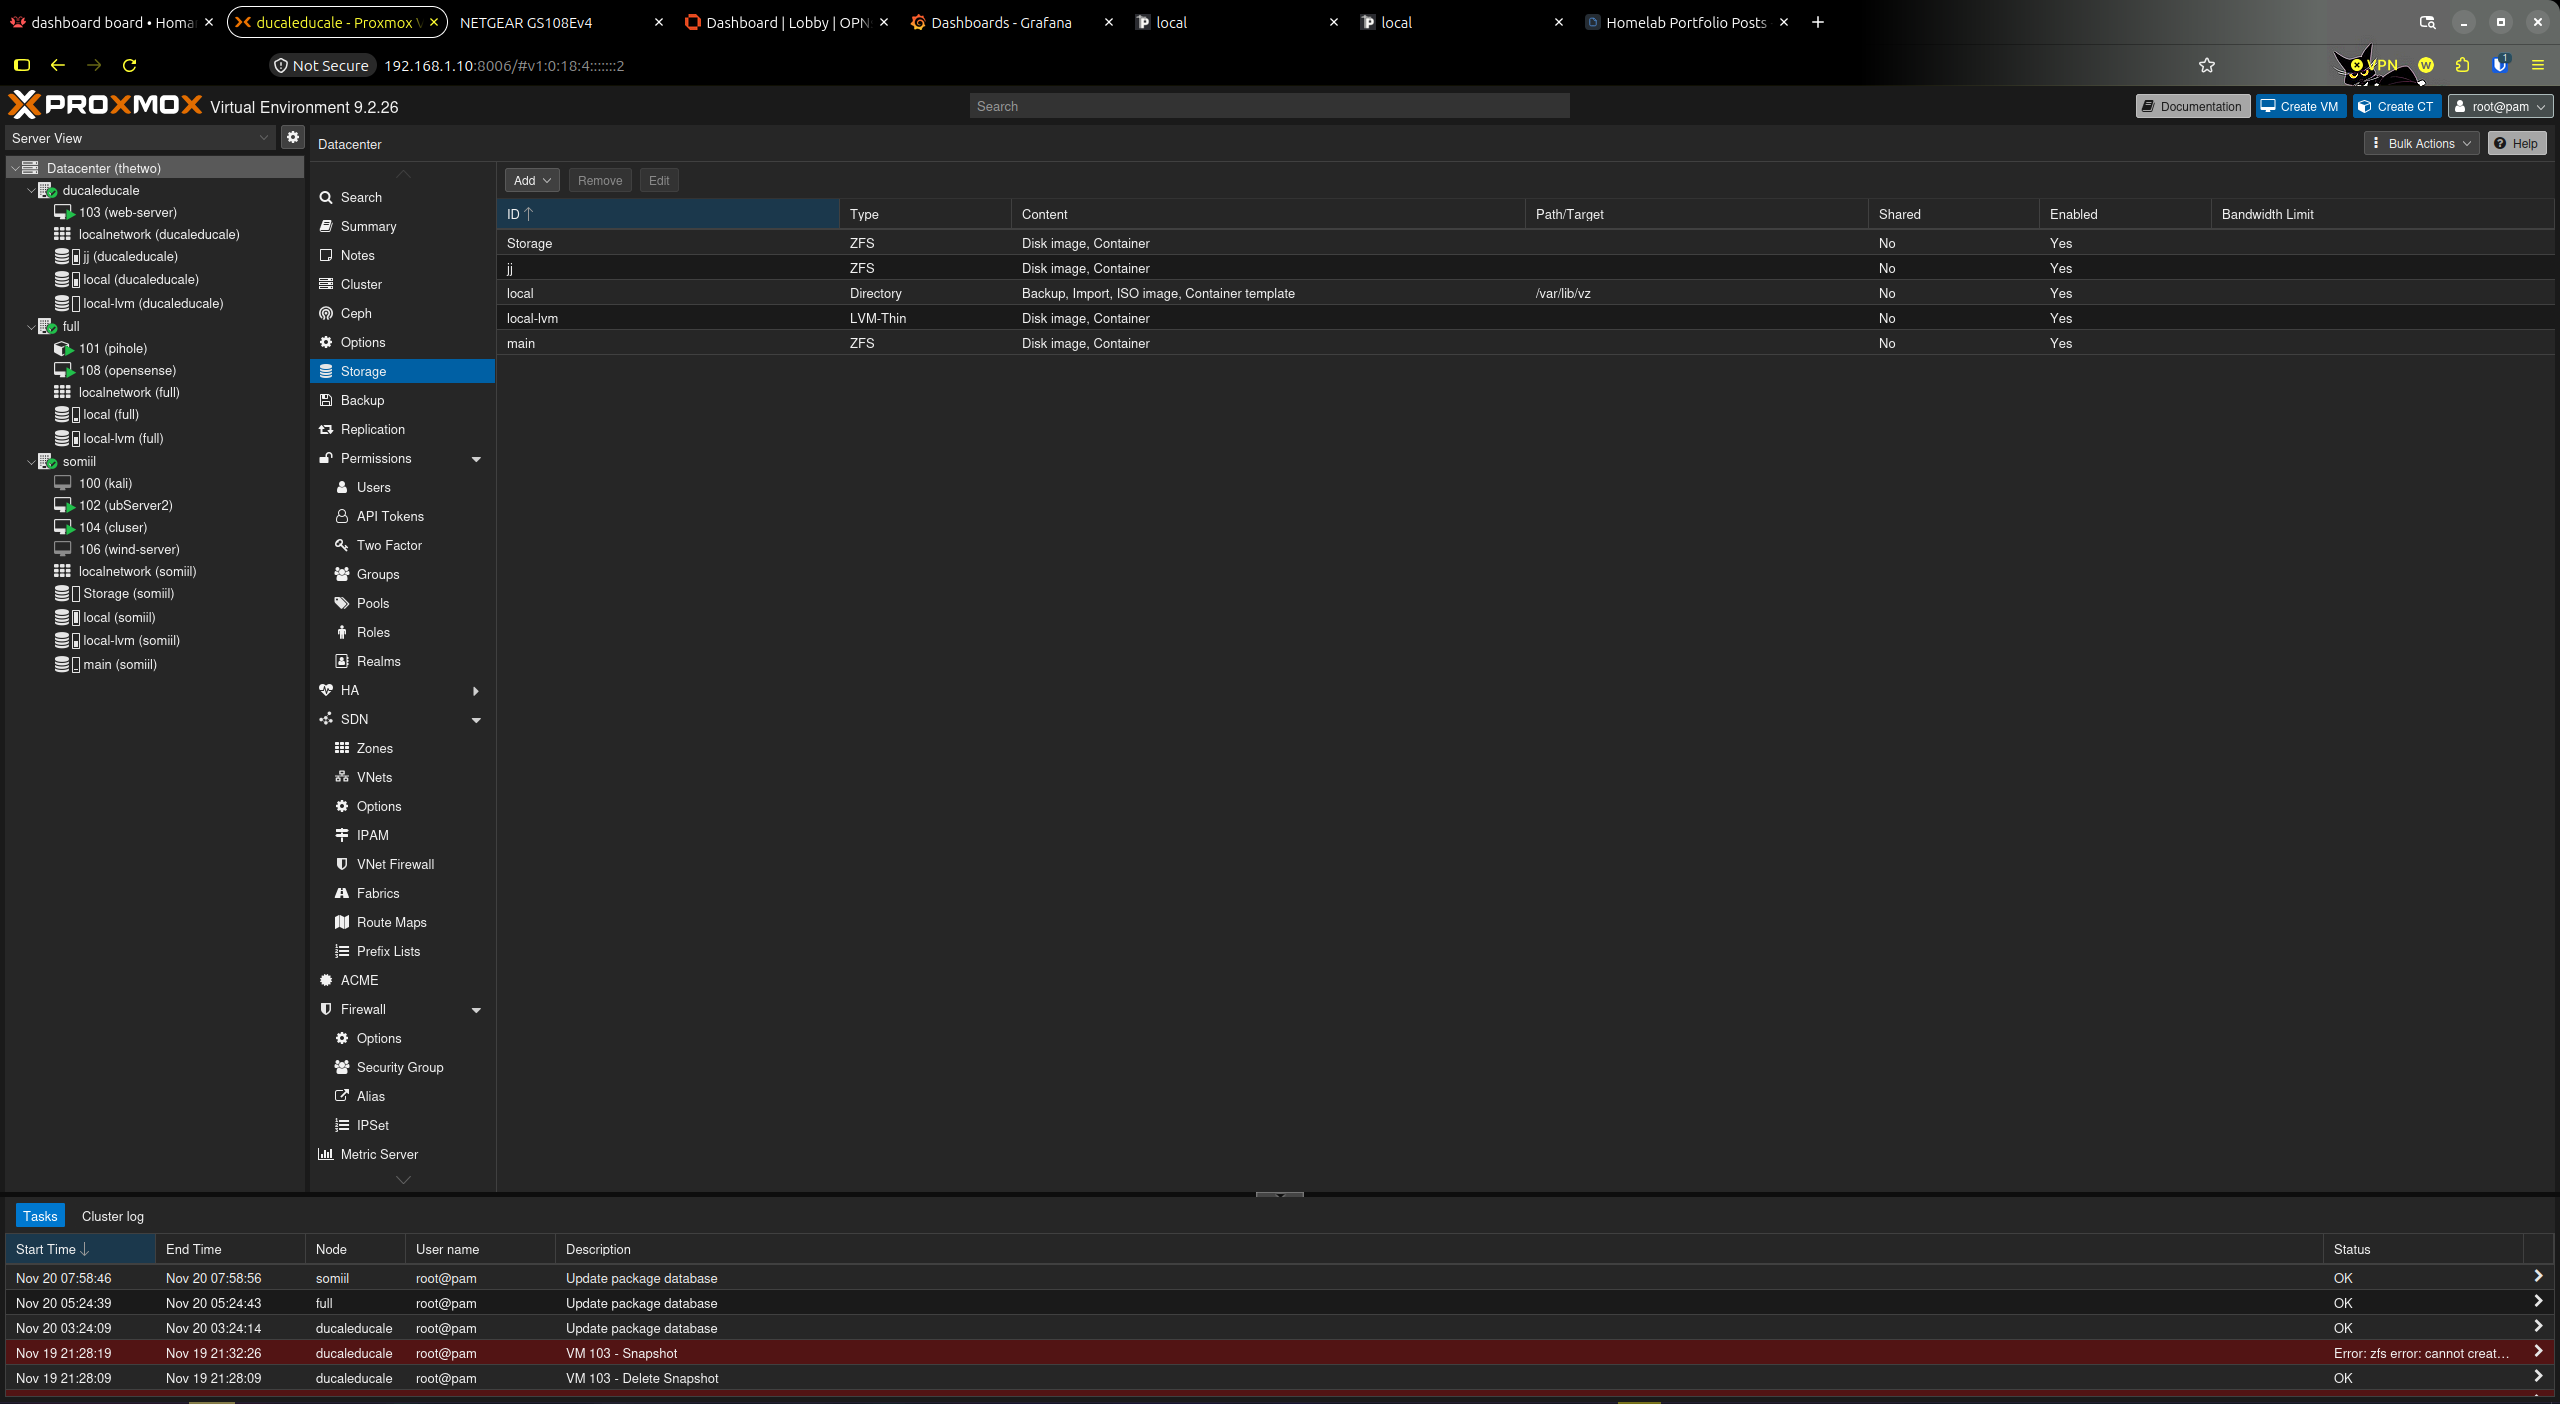 dashboard board • Homa
ducaleducale - Proxmox V
NETGEAR GS108Ev4
Dashboard | Lobby | OPN
Dashboards - Grafana
local
local
Homelab Portfolio Posts
Not Secure 192.168.1.10:8006/#v1:0:18:4:::::::2
VPN
PROXMOX Virtual Environment 9.2.26
Search
Documentation Create VM Create CT root@pam
Server View
Datacenter (thetwo)
ducaleducale
103 (web-server)
localnetwork (ducaleducale)
jj (ducaleducale)
local (ducaleducale)
local-lvm (ducaleducale)
full
101 (pihole)
108 (opensense)
localnetwork (full)
local (full)
local-lvm (full)
somiil
100 (kali)
102 (ubServer2)
104 (cluser)
106 (wind-server)
localnetwork (somiil)
Storage (somiil)
local (somiil)
local-lvm (somiil)
main (somiil)
Datacenter
Bulk Actions Help
Search
Summary
Notes
Cluster
Ceph
Options
Storage
Backup
Replication
Permissions
Users
API Tokens
Two Factor
Groups
Pools
Roles
Realms
HA
SDN
Zones
VNets
Options
IPAM
VNet Firewall
Fabrics
Route Maps
Prefix Lists
ACME
Firewall
Options
Security Group
Alias
IPSet
Metric Server
Add Remove Edit
ID Type Content Path/Target Shared Enabled Bandwidth Limit
Storage ZFS Disk image, Container No Yes
jj ZFS Disk image, Container No Yes
local Directory Backup, Import, ISO image, Container template /var/lib/vz No Yes
local-lvm LVM-Thin Disk image, Container No Yes
main ZFS Disk image, Container No Yes
Tasks Cluster log
Start Time End Time Node User name Description Status
Nov 20 07:58:46 Nov 20 07:58:56 somiil root@pam Update package database OK
Nov 20 05:24:39 Nov 20 05:24:43 full root@pam Update package database OK
Nov 20 03:24:09 Nov 20 03:24:14 ducaleducale root@pam Update package database OK
Nov 19 21:28:19 Nov 19 21:32:26 ducaleducale root@pam VM 103 - Snapshot Error: zfs error: cannot creat...
Nov 19 21:28:09 Nov 19 21:28:09 ducaleducale root@pam VM 103 - Delete Snapshot OK